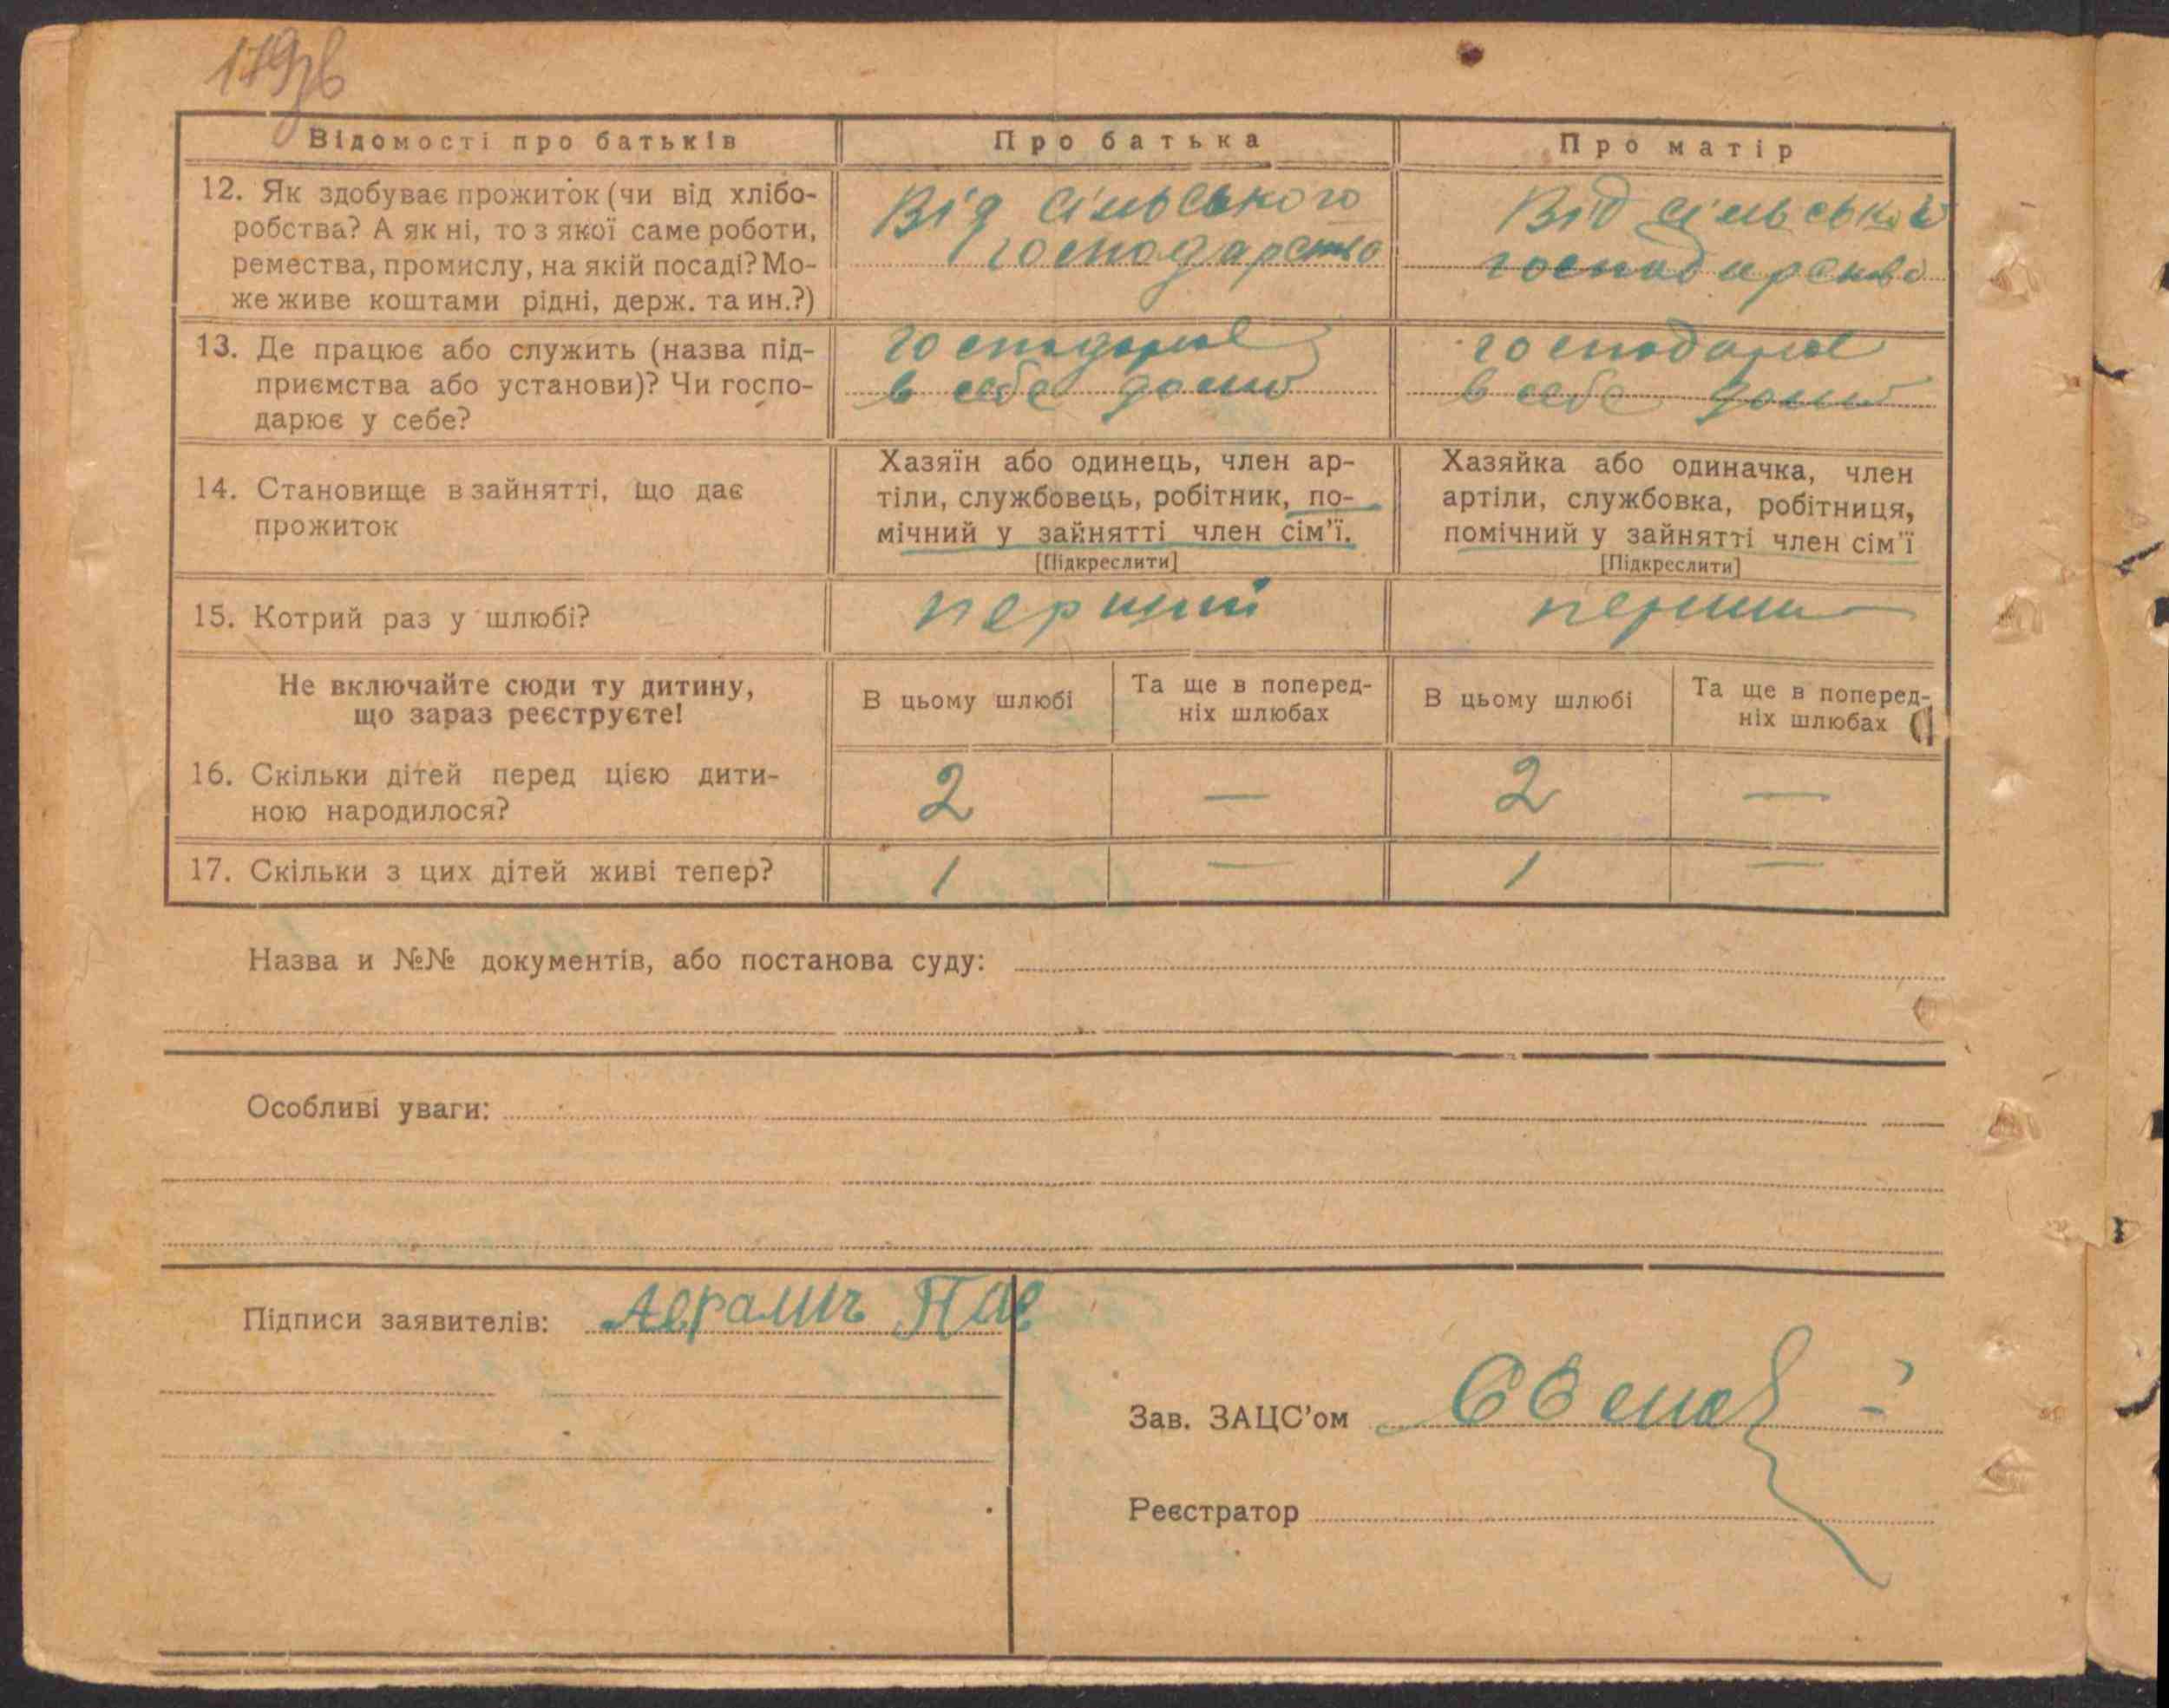 179зв
Відомості про батьків
Про батька
Про матір
12. Як здобуває прожиток (чи від хлібо-
робства? А як ні, то з якої саме роботи,
ремества, промислу, на якій посаді? Мо-
же живе коштами рідні, держ. та ин.?)
Від сільського
господарства
Від сільської
господарства
13. Де працює або служить (назва під-
приємства або установи)? Чи госпо-
дарює у себе?
господарює
в себе дома
господарює
в себе дома
14. Становище в зайнятті, що дає
прожиток
Хазяїн або одинець, член ар-
тіли, службовець, робітник, по-
мічний у зайнятті член сім'ї.
[Підкреслити]
Хазяйка або одиначка, член
артіли, службовка, робітниця,
помічний у зайнятті член сім'ї
[Підкреслити]
15. Котрий раз у шлюбі?
перший
перший
Не включайте сюди ту дитину,
що зараз реєструєте!
В цьому шлюбі
Та ще в поперед-
ніх шлюбах
В цьому шлюбі
Та ще в поперед-
ніх шлюбах
16. Скільки дітей перед цією дити-
ною народилося?
2 — 2 —
17. Скільки з цих дітей живі тепер?
1 — 1 —
Назва и №№ документів, або постанова суду:
Особливі уваги:
Підписи заявителів:
Зав. ЗАЦС'ом
Реєстратор